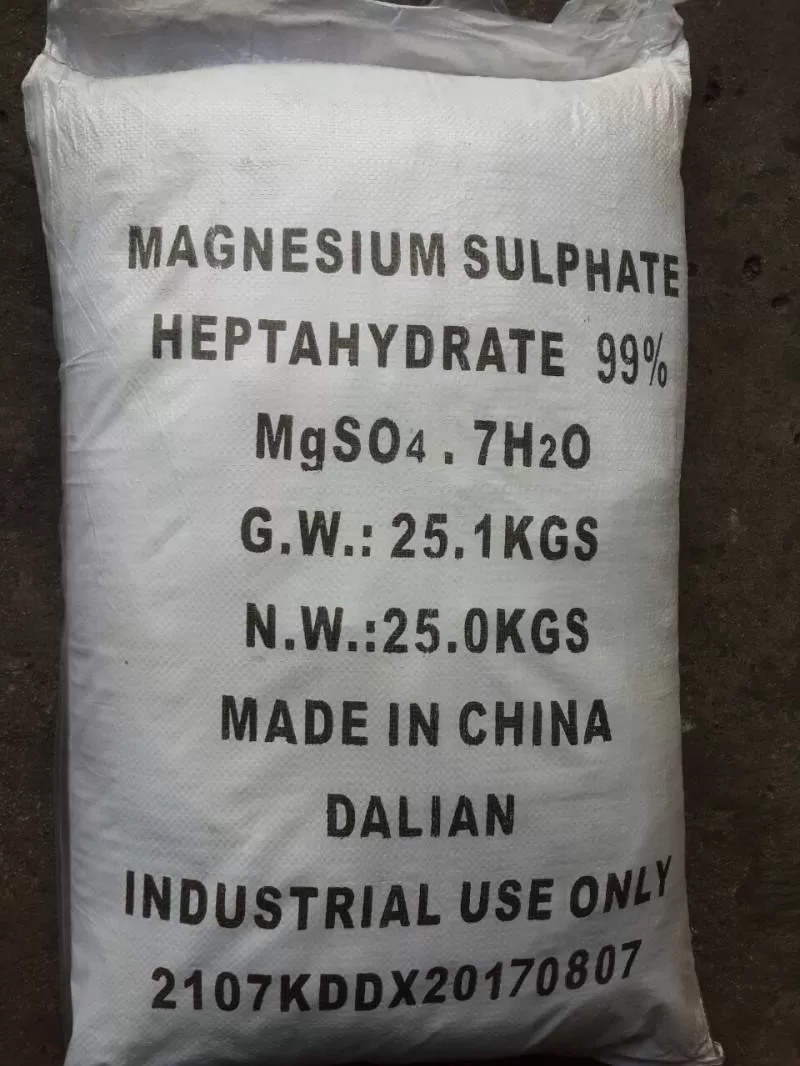 MAGNESIUM SULPHATE
HEPTAHYDRATE 99%
MgSO4 . 7H2O
G.W.: 25.1KGS
N.W.:25.0KGS
MADE IN CHINA
DALIAN
INDUSTRIAL USE ONLY
2107KDDX20170807